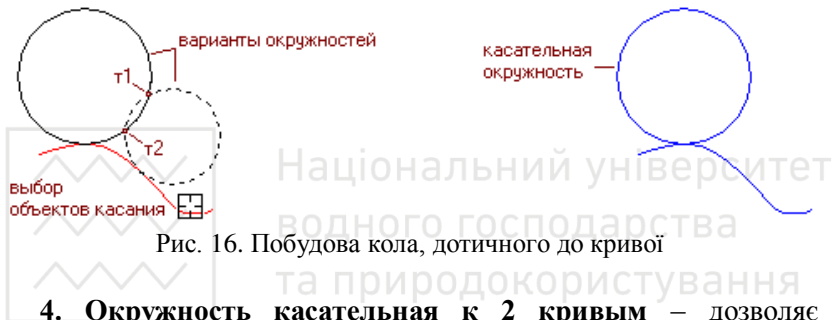 варианты окружностей
касательная
окружность
т1
т2
выбор
объектов касания
Національний університет
водного господарства
та природокористування
Рис. 16. Побудова кола, дотичного до кривої
4. Окружность касательная к 2 кривым – дозволяє